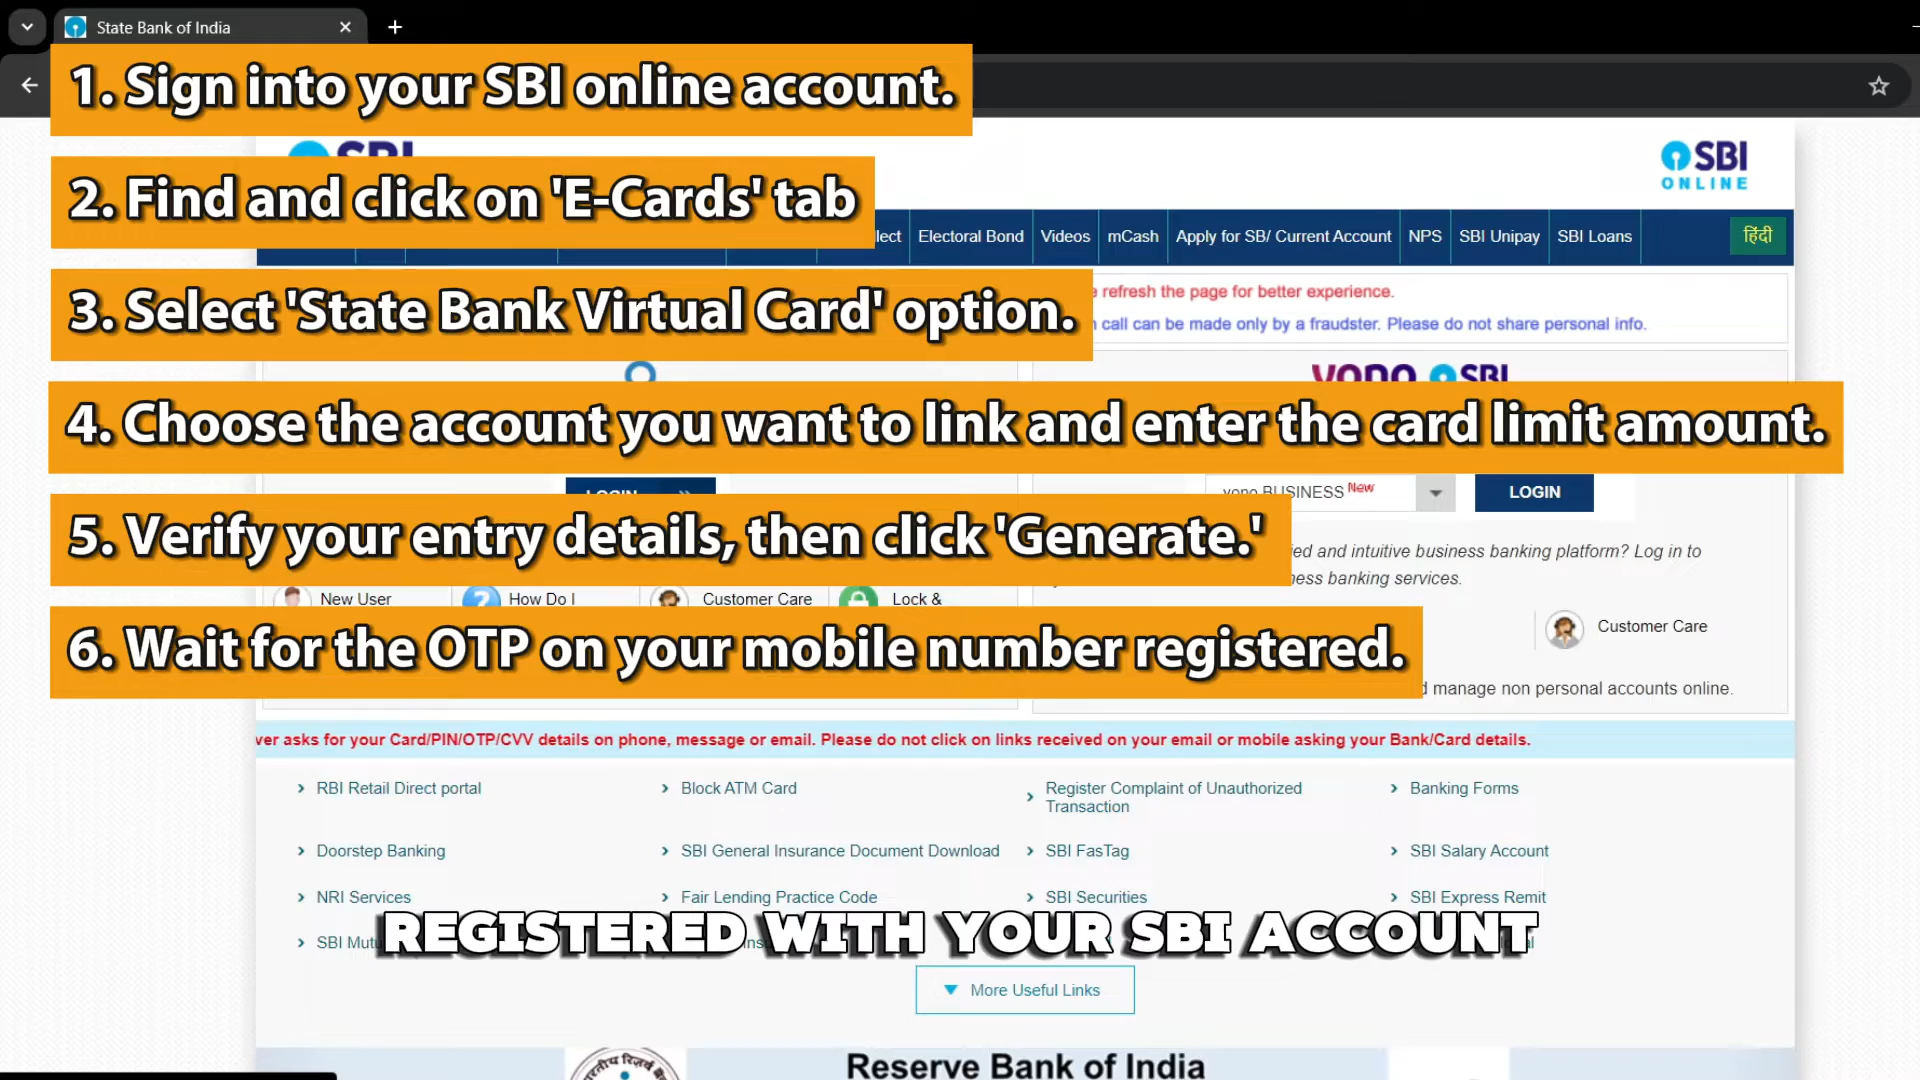 State Bank of India
1. Sign into your SBI online account.
SBI
SBI
ONLINE
2. Find and click on 'E-Cards' tab
Electoral Bond
Videos
mCash
Apply for SB/ Current Account
NPS
SBI Unipay
SBI Loans
हिंदी
refresh the page for better experience.
3. Select 'State Bank Virtual Card' option.
call can be made only by a fraudster. Please do not share personal info.
yono SBI
4. Choose the account you want to link and enter the card limit amount.
LOGIN
yono BUSINESS New
LOGIN
5. Verify your entry details, then click 'Generate.'
and intuitive business banking platform? Log in to
banking services.
New User
How Do I
Customer Care
Lock &
6. Wait for the OTP on your mobile number registered.
Customer Care
manage non personal accounts online.
asks for your Card/PIN/OTP/CVV details on phone, message or email. Please do not click on links received on your email or mobile asking your Bank/Card details.
RBI Retail Direct portal
Block ATM Card
Register Complaint of Unauthorized
Transaction
Banking Forms
Doorstep Banking
SBI General Insurance Document Download
SBI FasTag
SBI Salary Account
NRI Services
Fair Lending Practice Code
SBI Securities
SBI Express Remit
SBI
REGISTERED WITH YOUR SBI ACCOUNT
More Useful Links
Reserve Bank of India